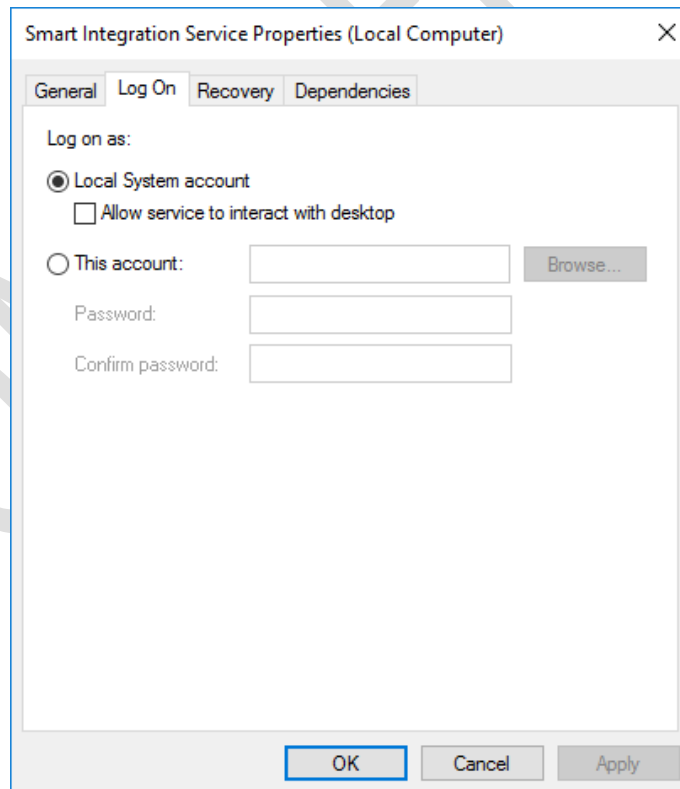 Smart Integration Service Properties (Local Computer)
General Log On Recovery Dependencies
Log on as:
Local System account
Allow service to interact with desktop
This account: Browse...
Password:
Confirm password:
OK Cancel Apply